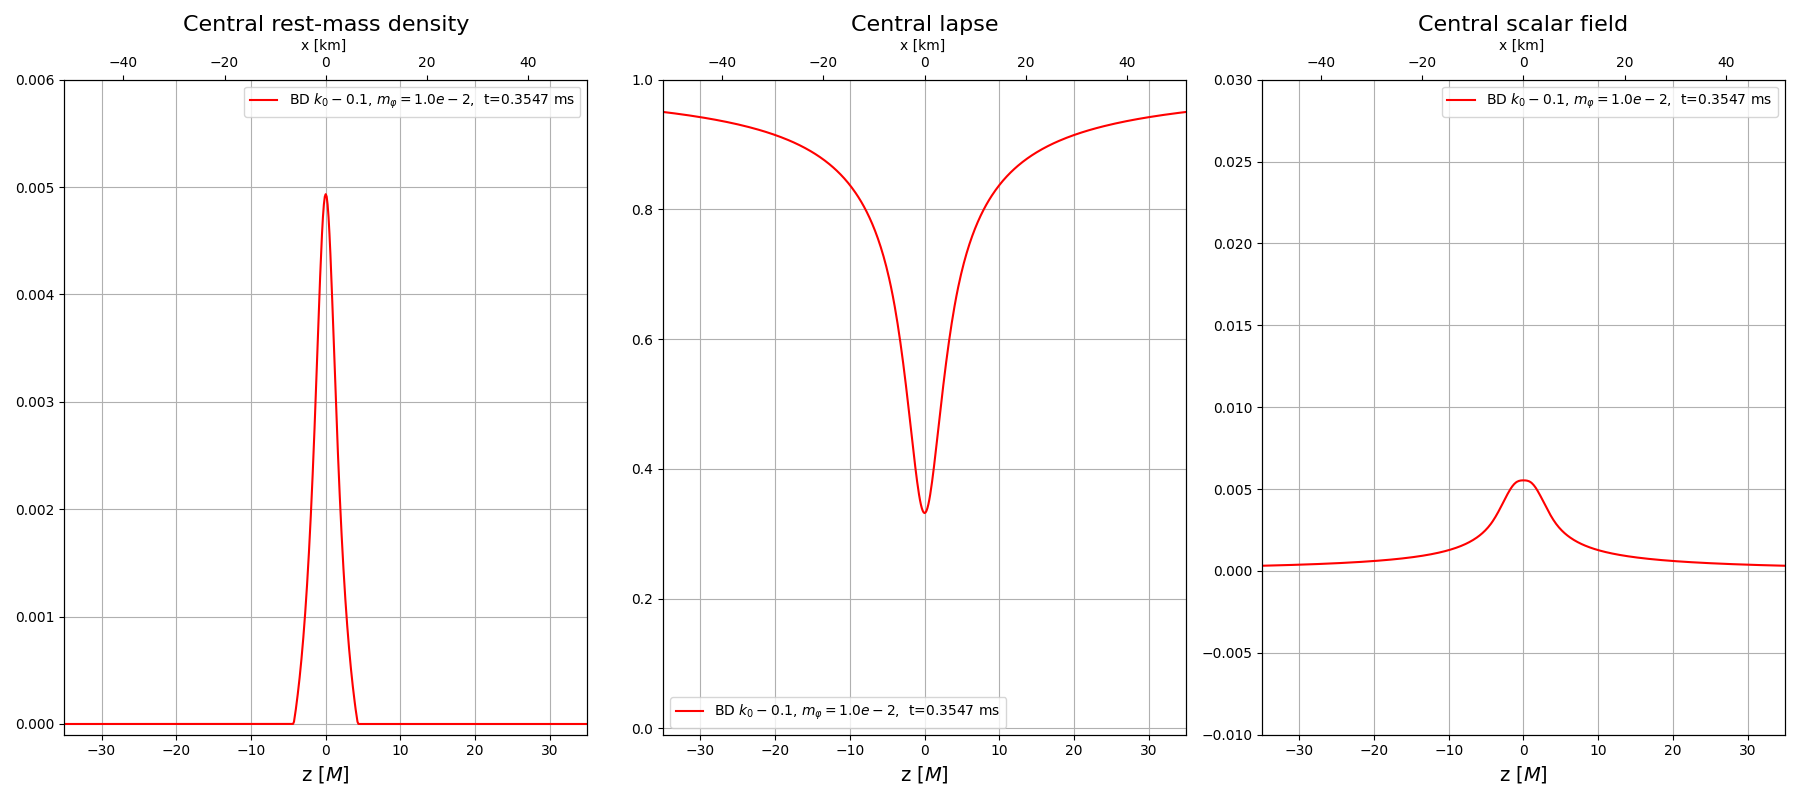 Central rest-mass density
x [km]
−40 −20 0 20 40
0.006
0.005
0.004
0.003
0.002
0.001
0.000
BD k₀ − 0.1, mᵩ = 1.0e − 2, t=0.3547 ms
−30 −20 −10 0 10 20 30
z [M]
Central lapse
x [km]
−40 −20 0 20 40
1.0
0.8
0.6
0.4
0.2
0.0
BD k₀ − 0.1, mᵩ = 1.0e − 2, t=0.3547 ms
−30 −20 −10 0 10 20 30
z [M]
Central scalar field
x [km]
−40 −20 0 20 40
0.030
0.025
0.020
0.015
0.010
0.005
0.000
−0.005
−0.010
BD k₀ − 0.1, mᵩ = 1.0e − 2, t=0.3547 ms
−30 −20 −10 0 10 20 30
z [M]